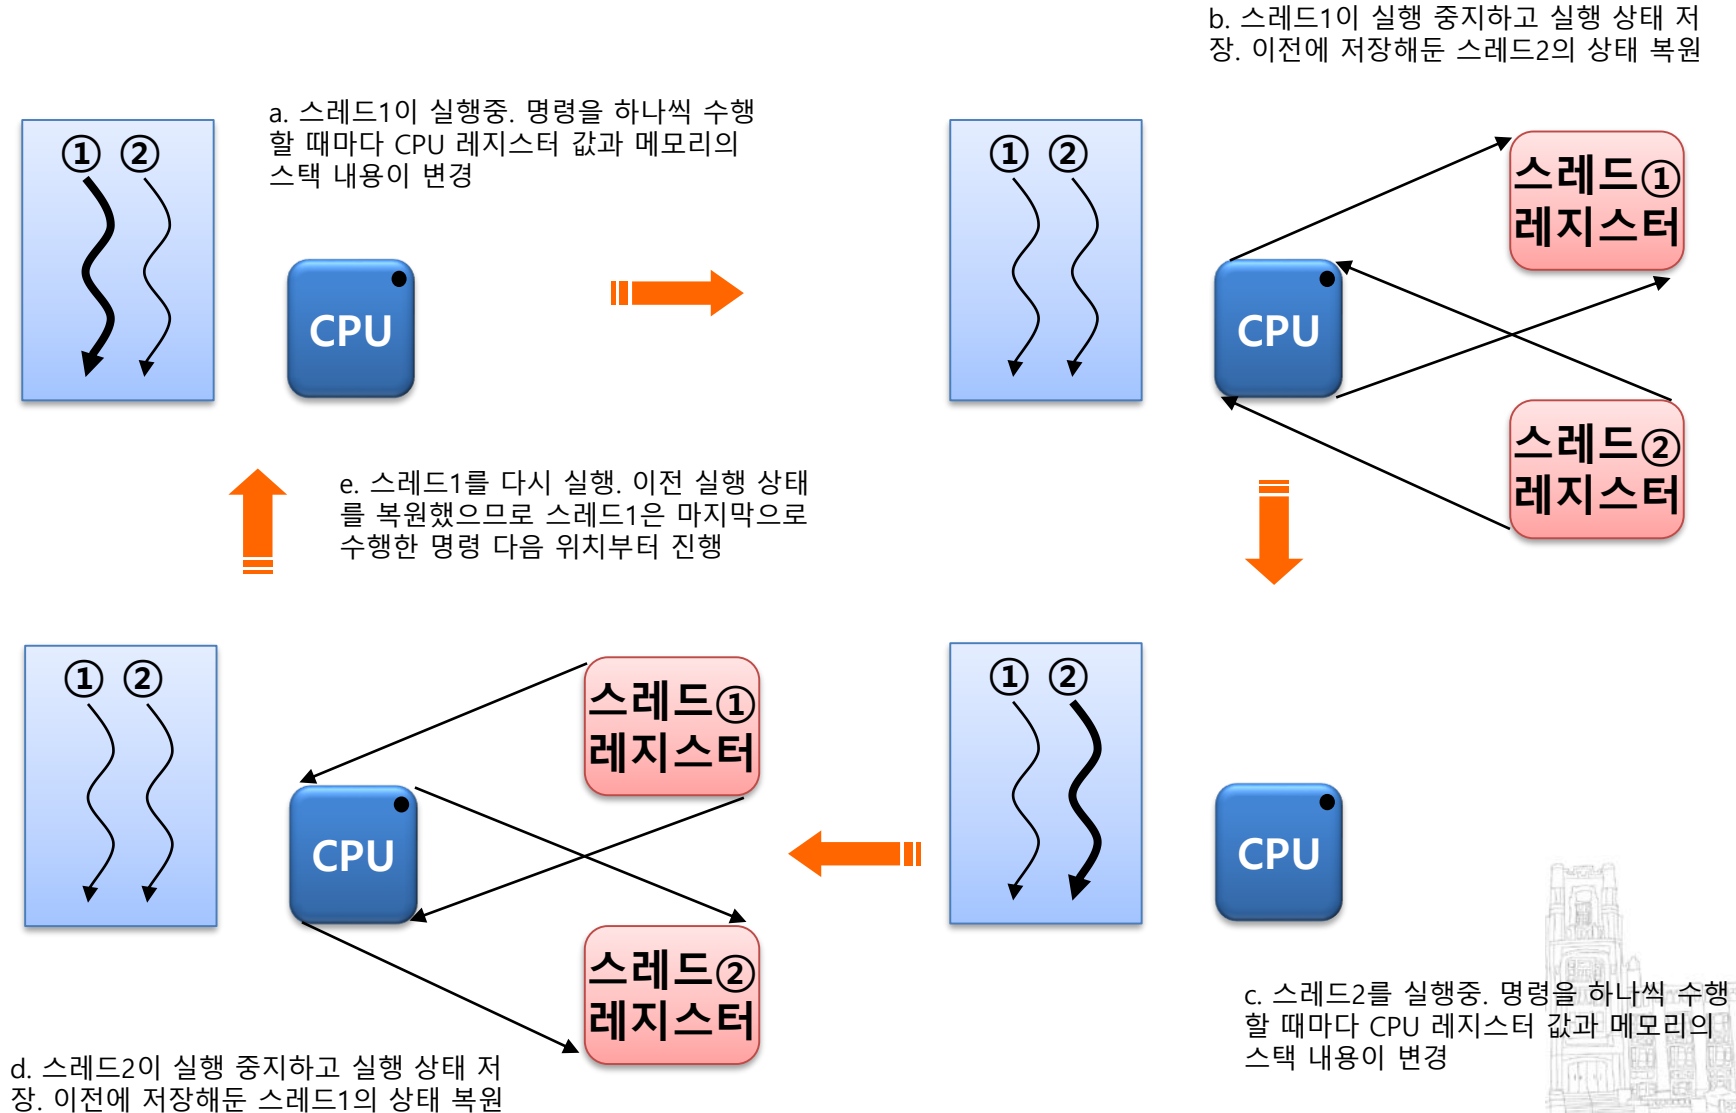 a. 스레드1이 실행중. 명령을 하나씩 수행
할 때마다 CPU 레지스터 값과 메모리의
스택 내용이 변경
① ②
CPU
b. 스레드1이 실행 중지하고 실행 상태 저
장. 이전에 저장해둔 스레드2의 상태 복원
① ②
CPU
스레드①
레지스터
스레드②
레지스터
① ②
CPU
c. 스레드2를 실행중. 명령을 하나씩 수행
할 때마다 CPU 레지스터 값과 메모리의
스택 내용이 변경
① ②
CPU
스레드①
레지스터
스레드②
레지스터
d. 스레드2이 실행 중지하고 실행 상태 저
장. 이전에 저장해둔 스레드1의 상태 복원
e. 스레드1를 다시 실행. 이전 실행 상태
를 복원했으므로 스레드1은 마지막으로
수행한 명령 다음 위치부터 진행